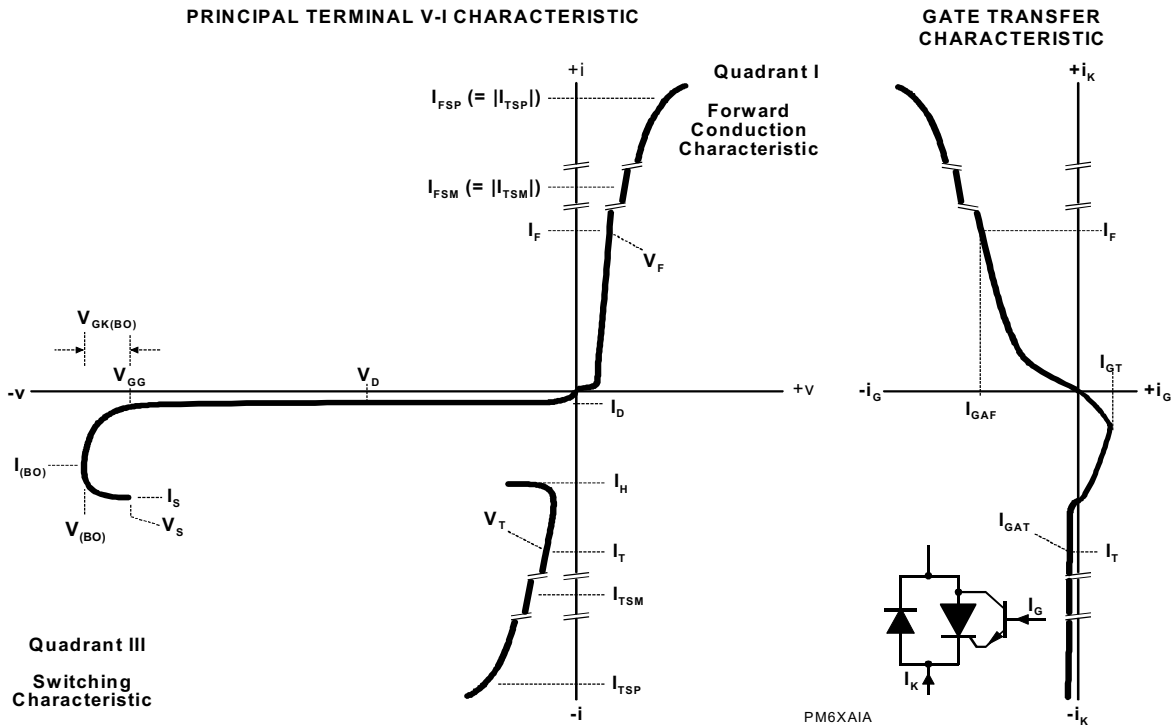 PRINCIPAL TERMINAL V-I CHARACTERISTIC
GATE TRANSFER
CHARACTERISTIC
+i
Quadrant I
+iK
IFSP (= |ITSP|)
Forward
Conduction
Characteristic
IFSM (= |ITSM|)
IF
VF
IF
VGK(BO)
VGG
VD
IGT
-v
+v
-iG
+iG
ID
IGAF
I(BO)
IS
IH
V(BO)
VS
VT
IGAT
IT
IT
ITSM
IG
Quadrant III
IK
Switching
Characteristic
ITSP
-i
PM6XAIA
-iK